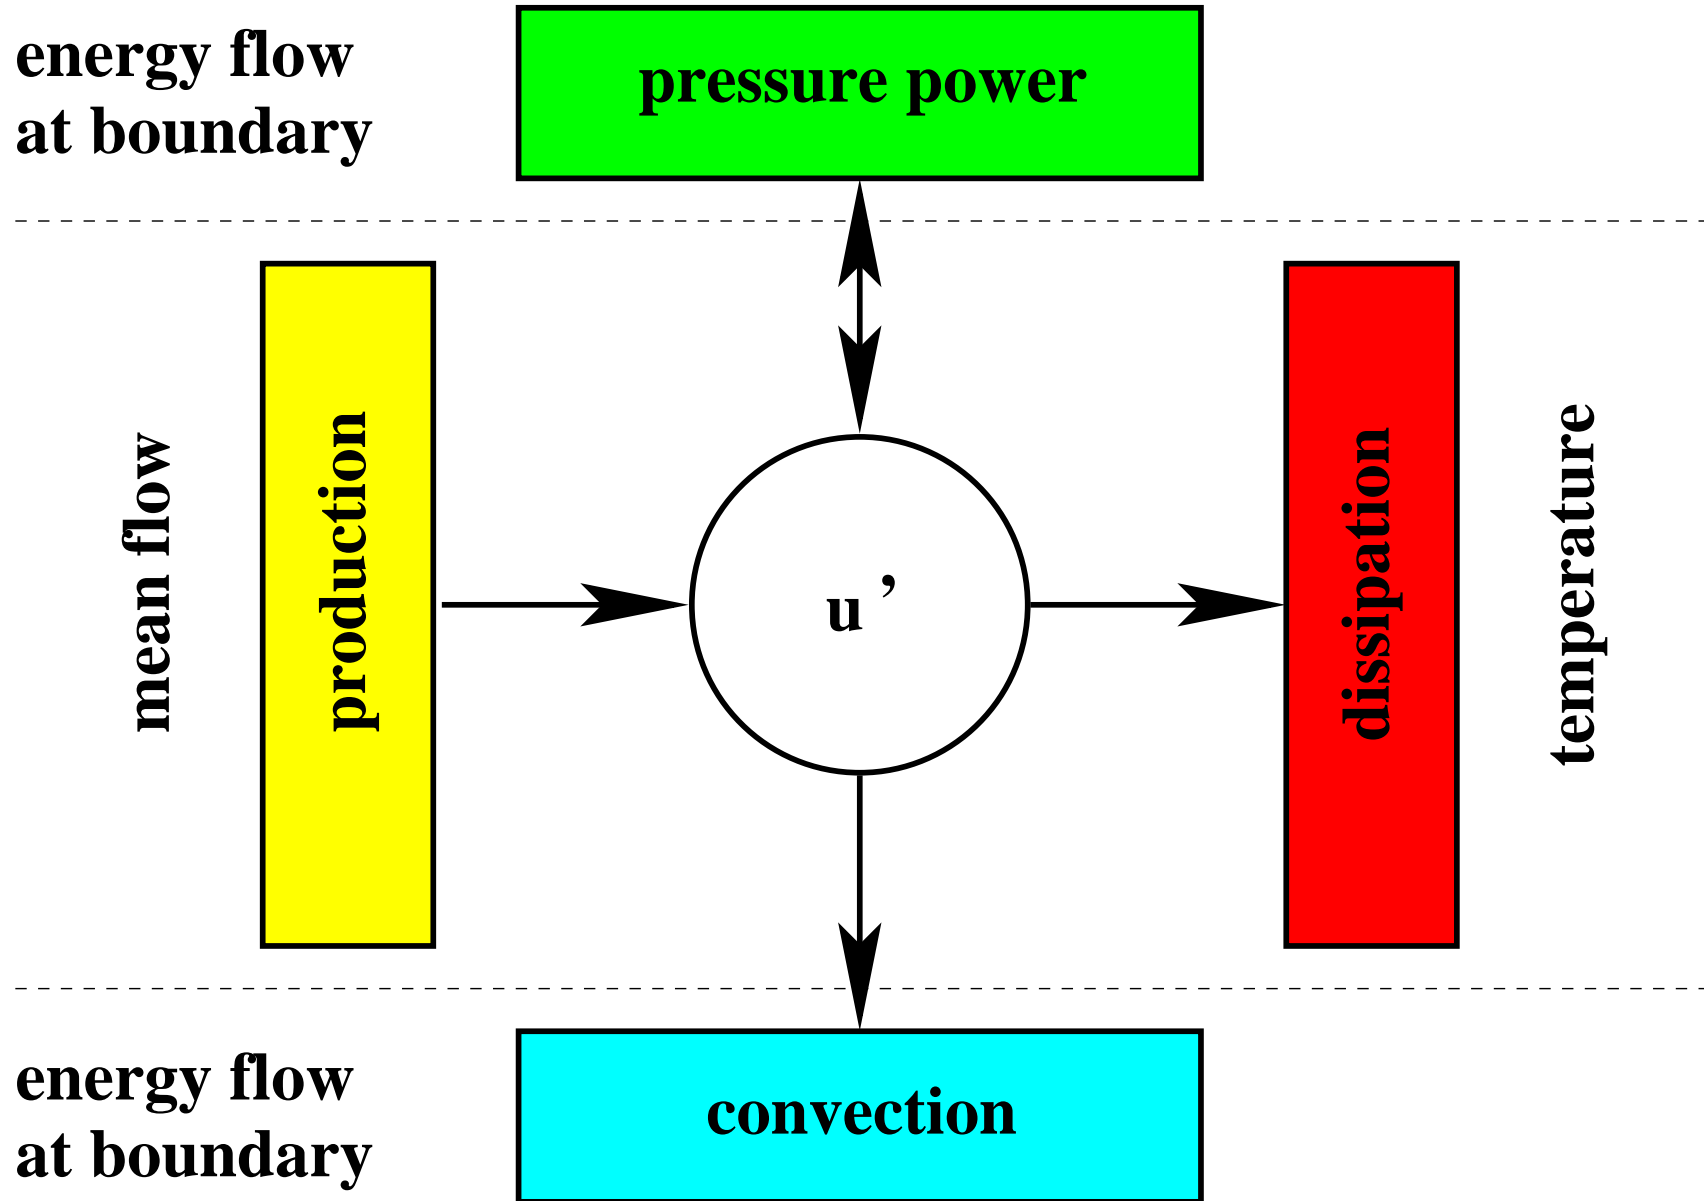 energy flow
at boundary
pressure power
mean flow
production
u ’
dissipation
temperature
energy flow
at boundary
convection